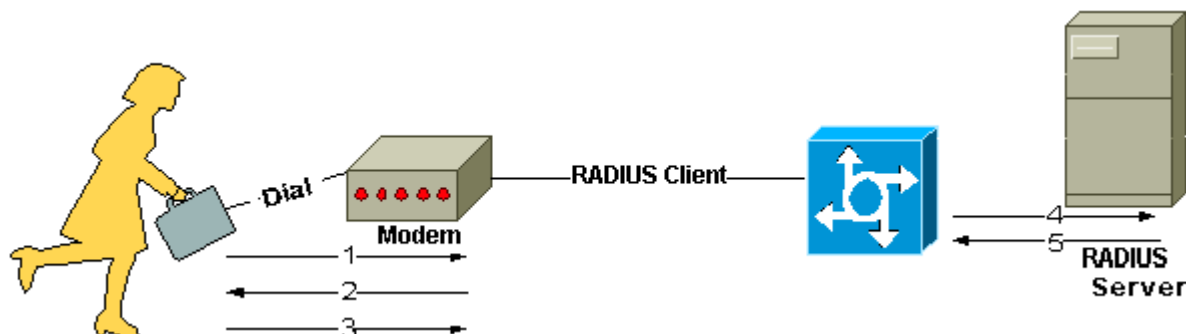 Dial
Modem
RADIUS Client
1
2
3
4
5
RADIUS
Server